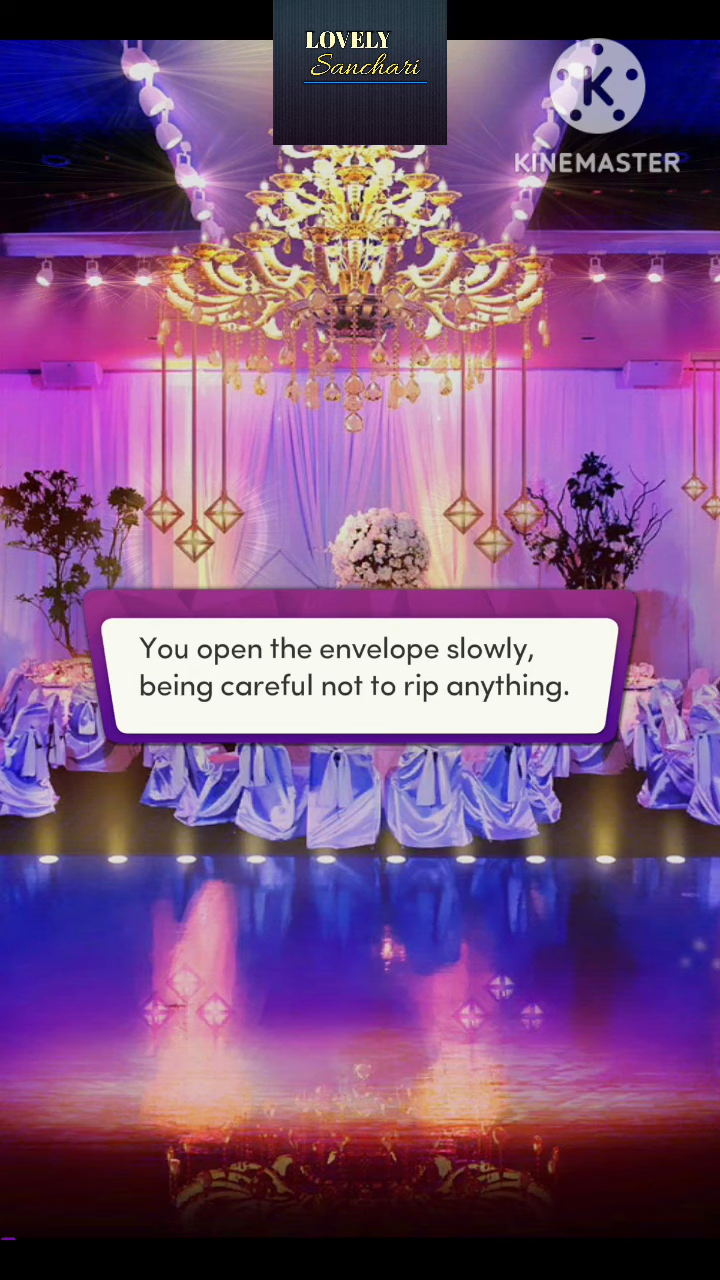 LOVELY
Sanchari
KINEMASTER
You open the envelope slowly,
being careful not to rip anything.